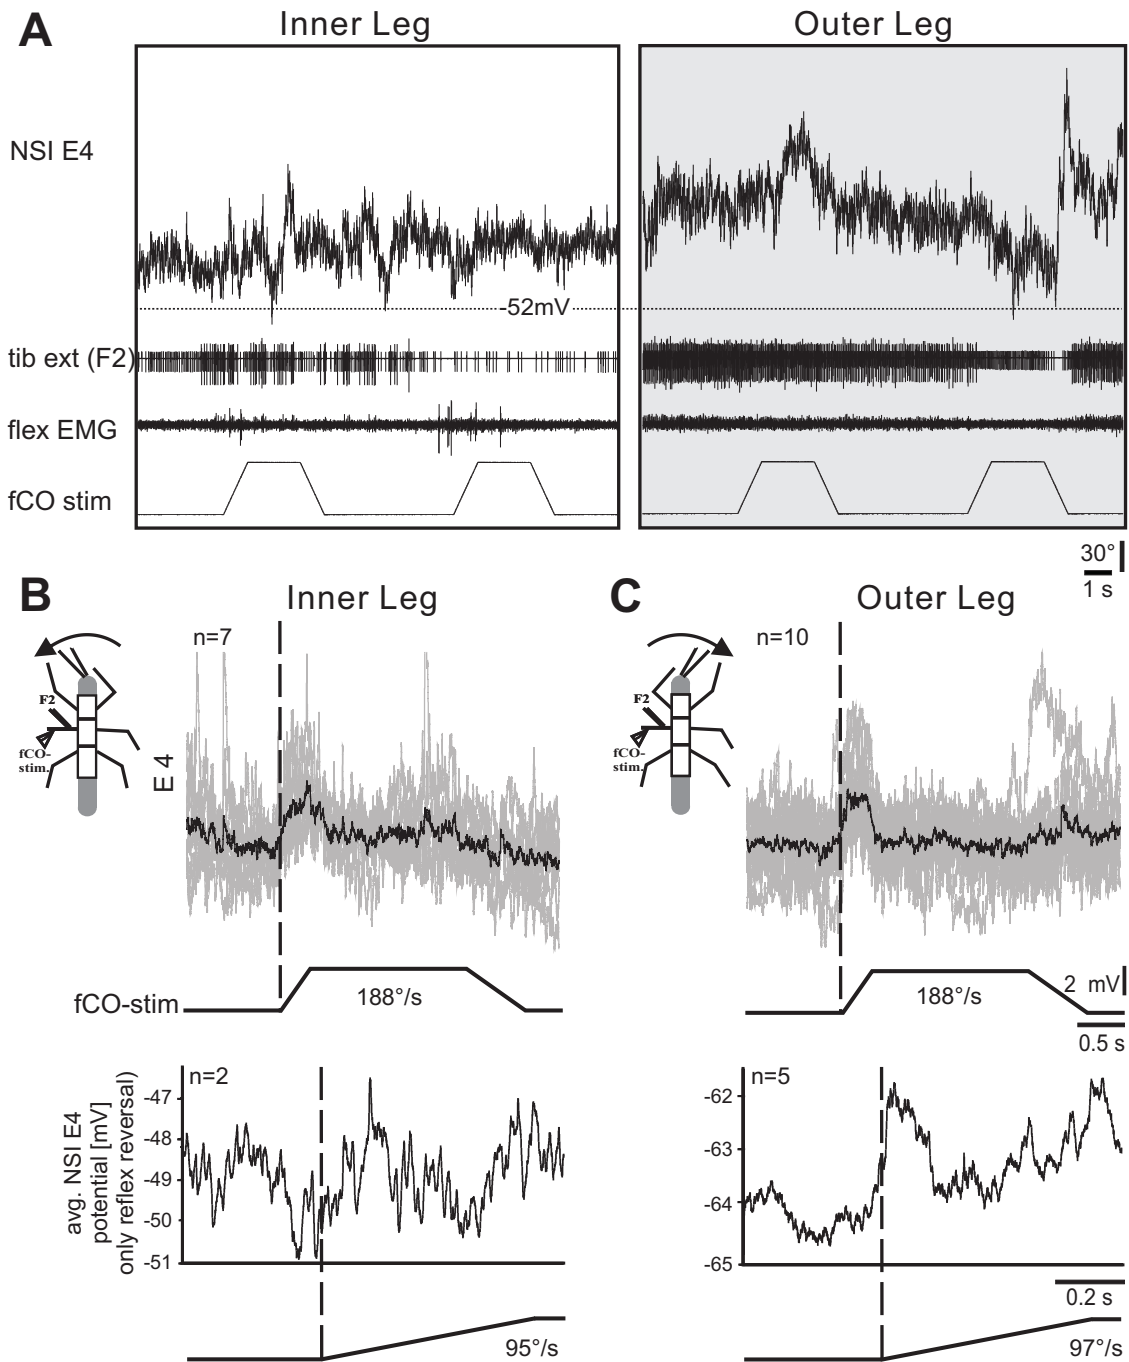 A
Inner Leg
Outer Leg
NSI E4
-52mV
tib ext (F2)
flex EMG
fCO stim
30°
1 s
B
Inner Leg
C
Outer Leg
n=7
n=10
F2
F2
fCO-
stim.
fCO-
stim.
E 4
188°/s
188°/s
2 mV
fCO-stim
0.5 s
n=2
n=5
avg. NSI E4
potential [mV]
only reflex reversal)
-47
-48
-49
-50
-51
-62
-63
-64
-65
0.2 s
95°/s
97°/s